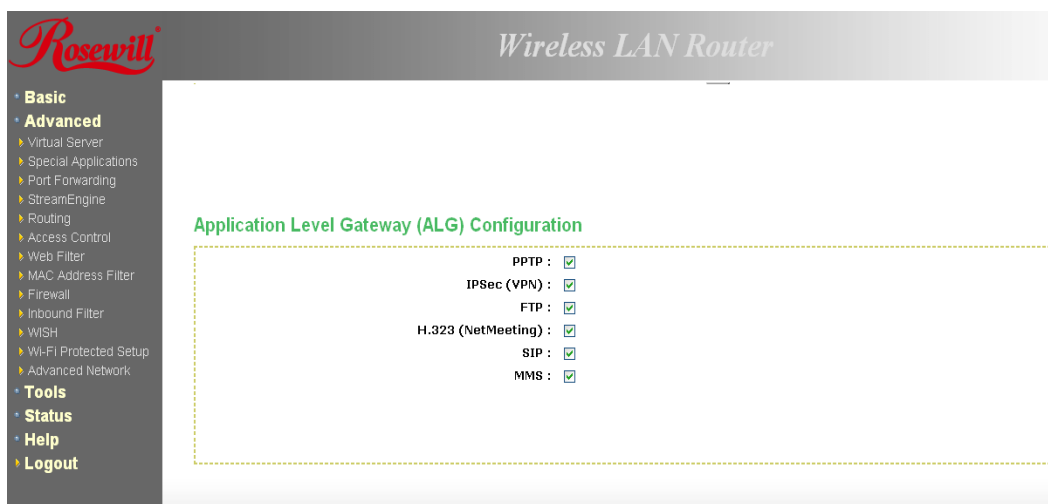 Rosewill
Wireless LAN Router
Basic
Advanced
Virtual Server
Special Applications
Port Forwarding
StreamEngine
Routing
Access Control
Web Filter
MAC Address Filter
Firewall
Inbound Filter
WISH
Wi-Fi Protected Setup
Advanced Network
Tools
Status
Help
Logout
Application Level Gateway (ALG) Configuration
PPTP :
IPSec (VPN) :
FTP :
H.323 (NetMeeting) :
SIP :
MMS :